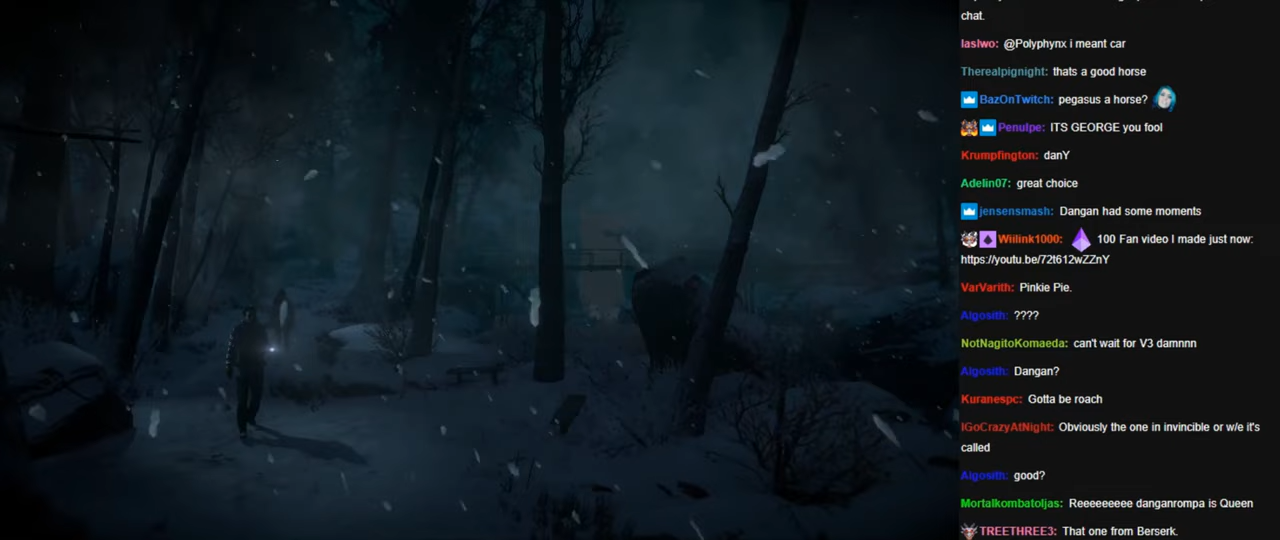 chat.
laslwo: @Polyphynx i meant car
Therealpignight: thats a good horse
BazOnTwitch: pegasus a horse?
Penulpe: ITS GEORGE you fool
Krumpfington: danY
Adelin07: great choice
jensensmash: Dangan had some moments
Wiilink1000: 100 Fan video I made just now:
https://youtu.be/72t612wZZnY
VarVarith: Pinkie Pie.
Algosith: ????
NotNagitoKomaeda: can't wait for V3 damnnn
Algosith: Dangan?
Kuranespc: Gotta be roach
IGoCrazyAtNight: Obviously the one in invincible or w/e it's
called
Algosith: good?
Mortalkombatoljas: Reeeeeeeee danganrompa is Queen
TREETHREE3: That one from Berserk.